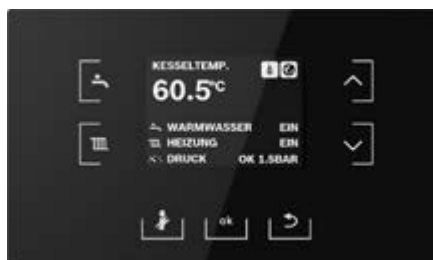 KESSELTEMP.
60.5°C
WARMWASSER EIN
HEIZUNG EIN
DRUCK OK 1.5BAR
ok